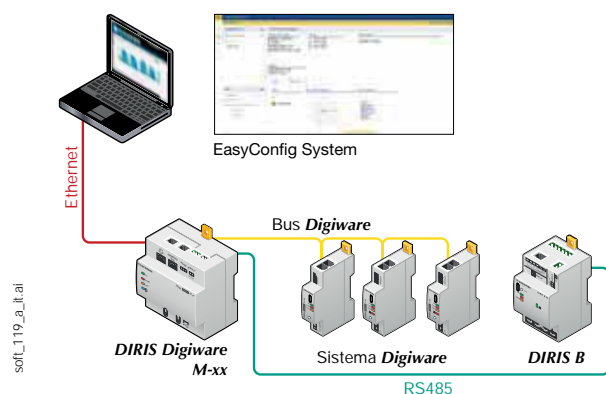 EasyConfig System
Ethernet
Bus Digiware
DIRIS Digiware
M-xx
Sistema Digiware
DIRIS B
RS485
soft_119_a_it.ai